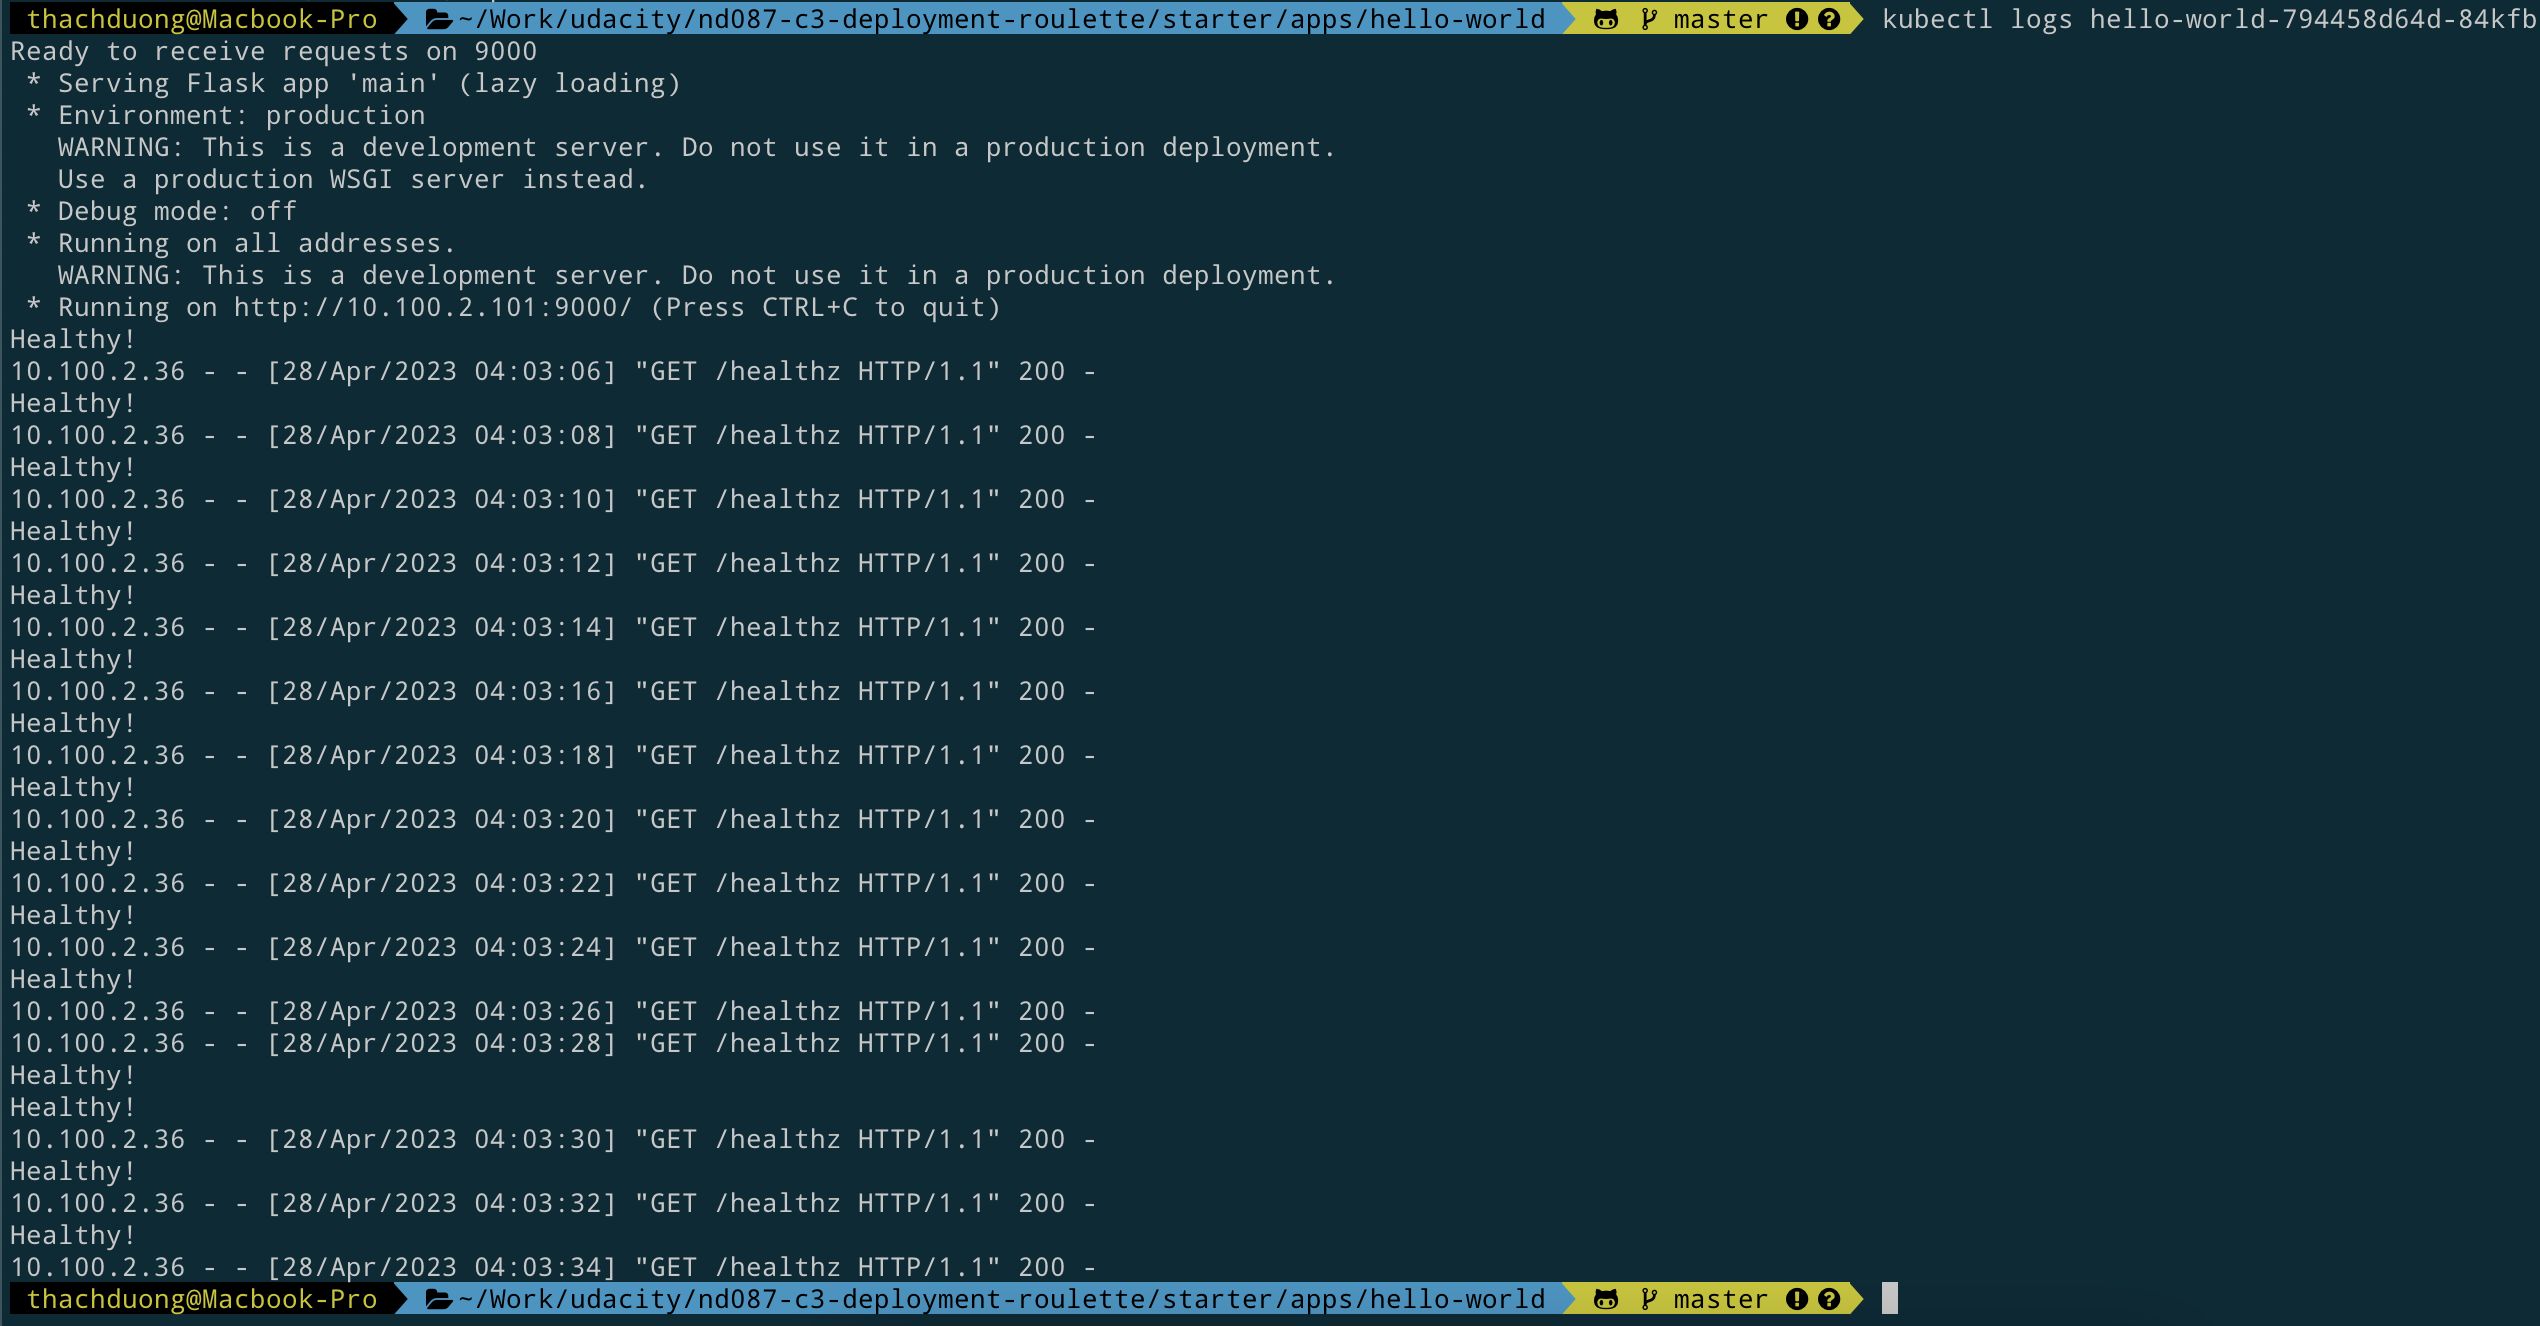 thachduong@Macbook-Pro ~/Work/udacity/nd087-c3-deployment-roulette/starter/apps/hello-world master kubectl logs hello-world-794458d64d-84kfb
Ready to receive requests on 9000
 * Serving Flask app 'main' (lazy loading)
 * Environment: production
   WARNING: This is a development server. Do not use it in a production deployment.
   Use a production WSGI server instead.
 * Debug mode: off
 * Running on all addresses.
   WARNING: This is a development server. Do not use it in a production deployment.
 * Running on http://10.100.2.101:9000/ (Press CTRL+C to quit)
Healthy!
10.100.2.36 - - [28/Apr/2023 04:03:06] "GET /healthz HTTP/1.1" 200 -
Healthy!
10.100.2.36 - - [28/Apr/2023 04:03:08] "GET /healthz HTTP/1.1" 200 -
Healthy!
10.100.2.36 - - [28/Apr/2023 04:03:10] "GET /healthz HTTP/1.1" 200 -
Healthy!
10.100.2.36 - - [28/Apr/2023 04:03:12] "GET /healthz HTTP/1.1" 200 -
Healthy!
10.100.2.36 - - [28/Apr/2023 04:03:14] "GET /healthz HTTP/1.1" 200 -
Healthy!
10.100.2.36 - - [28/Apr/2023 04:03:16] "GET /healthz HTTP/1.1" 200 -
Healthy!
10.100.2.36 - - [28/Apr/2023 04:03:18] "GET /healthz HTTP/1.1" 200 -
Healthy!
10.100.2.36 - - [28/Apr/2023 04:03:20] "GET /healthz HTTP/1.1" 200 -
Healthy!
10.100.2.36 - - [28/Apr/2023 04:03:22] "GET /healthz HTTP/1.1" 200 -
Healthy!
10.100.2.36 - - [28/Apr/2023 04:03:24] "GET /healthz HTTP/1.1" 200 -
Healthy!
10.100.2.36 - - [28/Apr/2023 04:03:26] "GET /healthz HTTP/1.1" 200 -
10.100.2.36 - - [28/Apr/2023 04:03:28] "GET /healthz HTTP/1.1" 200 -
Healthy!
Healthy!
10.100.2.36 - - [28/Apr/2023 04:03:30] "GET /healthz HTTP/1.1" 200 -
Healthy!
10.100.2.36 - - [28/Apr/2023 04:03:32] "GET /healthz HTTP/1.1" 200 -
Healthy!
10.100.2.36 - - [28/Apr/2023 04:03:34] "GET /healthz HTTP/1.1" 200 -
thachduong@Macbook-Pro ~/Work/udacity/nd087-c3-deployment-roulette/starter/apps/hello-world master